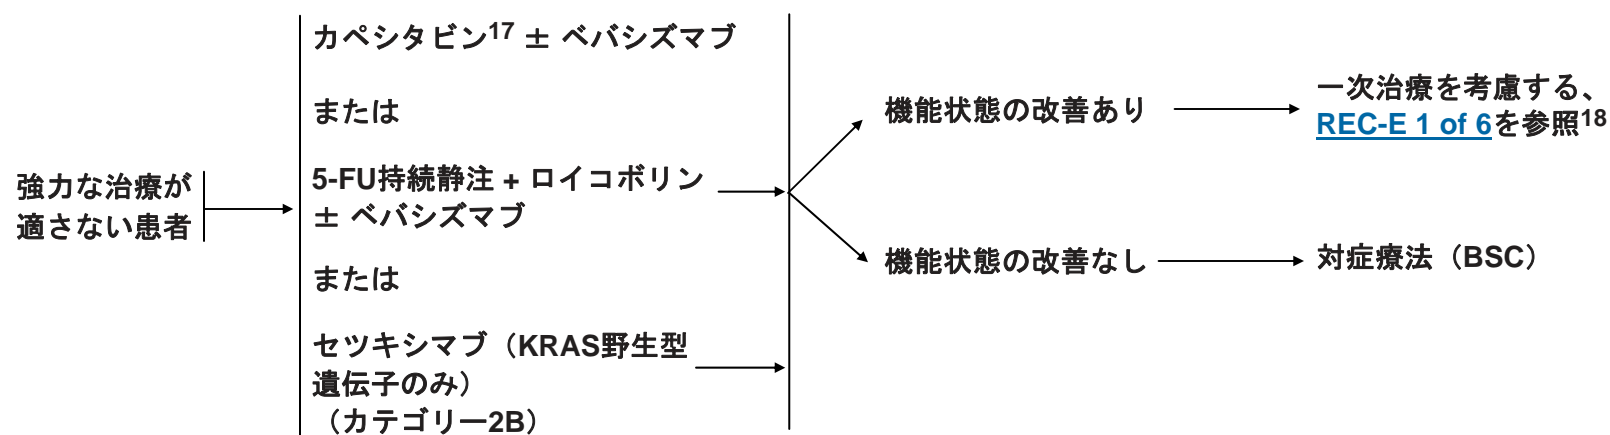 強力な治療が
適さない患者
カペシタビン17 ± ベバシズマブ
または
5-FU持続静注 + ロイコボリン
± ベバシズマブ
または
セツキシマブ（KRAS野生型
遺伝子のみ）
（カテゴリー2B）
機能状態の改善あり
一次治療を考慮する、
REC-E 1 of 6を参照18
機能状態の改善なし
対症療法（BSC）